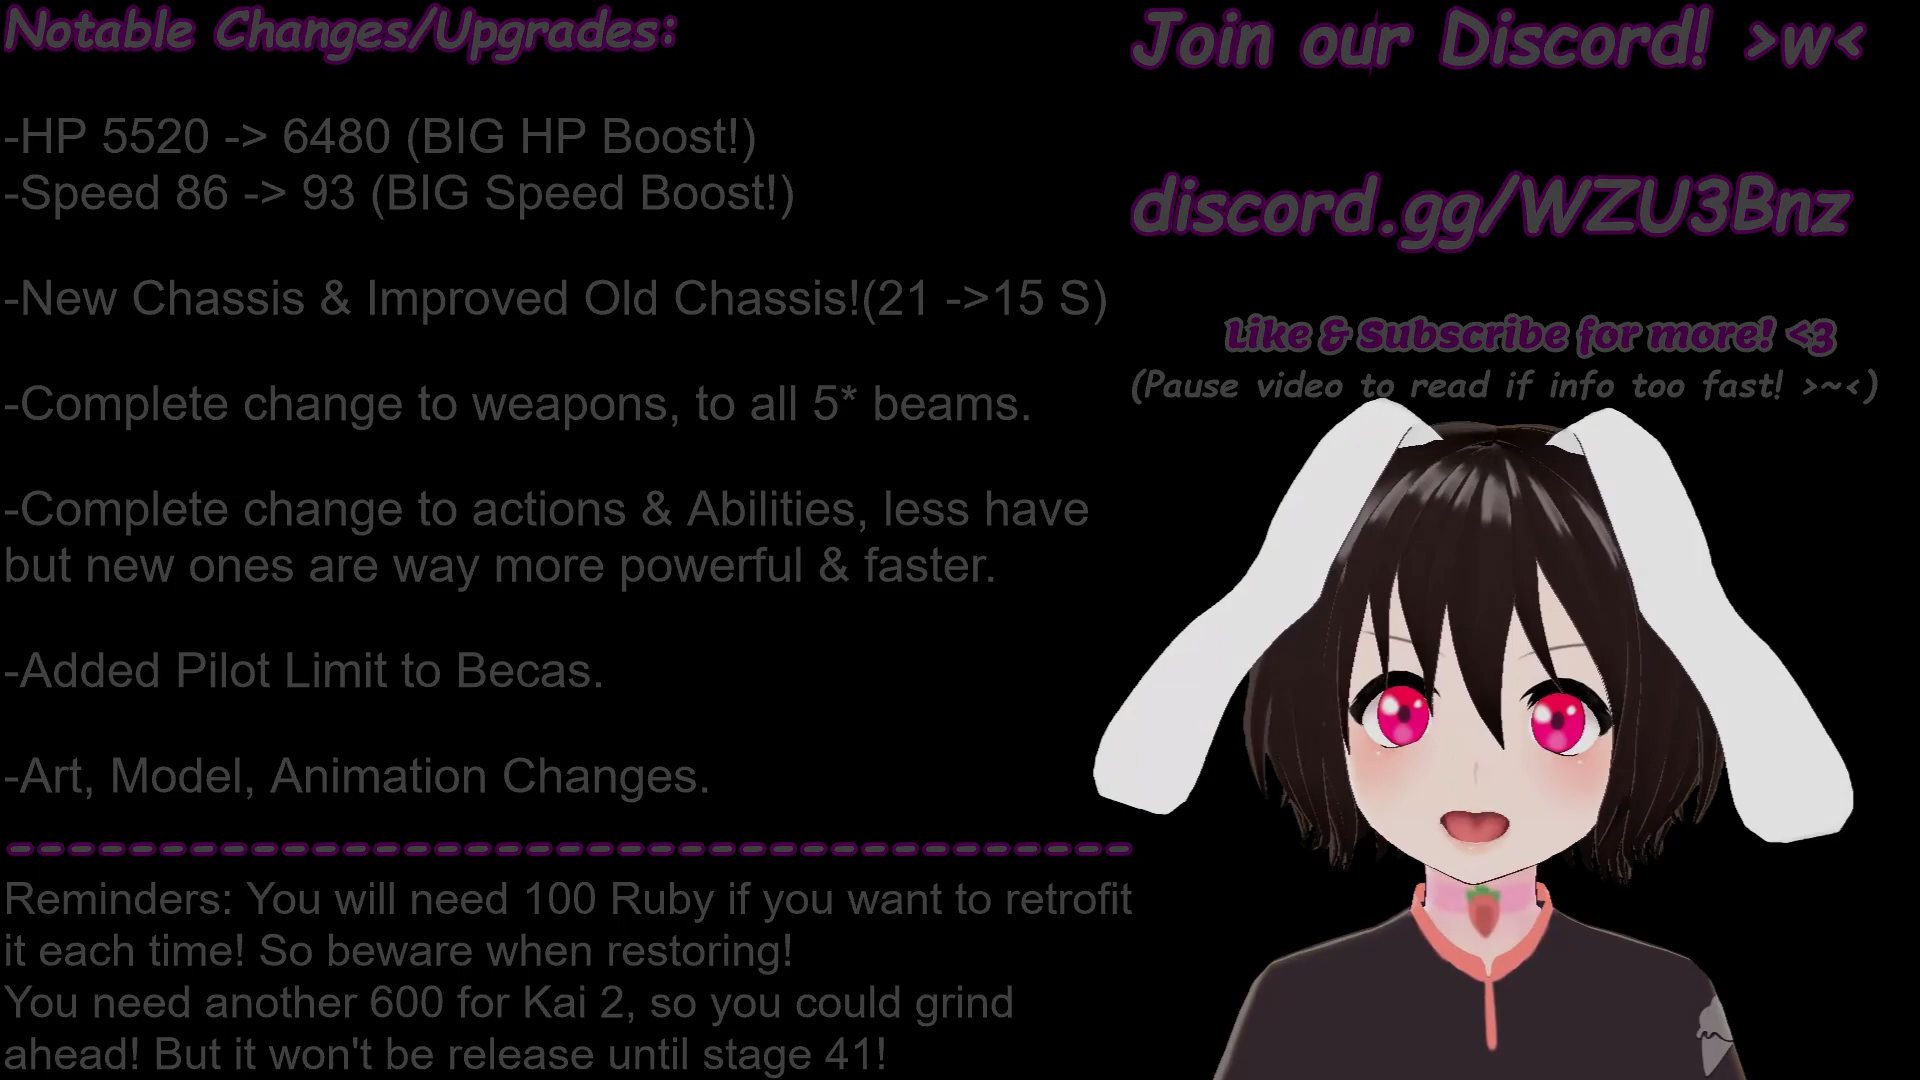 Notable Changes/Upgrades:
-HP 5520 -> 6480 (BIG HP Boost!)
-Speed 86 -> 93 (BIG Speed Boost!)
-New Chassis & Improved Old Chassis!(21 ->15 S)
-Complete change to weapons, to all 5* beams.
-Complete change to actions & Abilities, less have
but new ones are way more powerful & faster.
-Added Pilot Limit to Becas.
-Art, Model, Animation Changes.
-------------------------------------
Reminders: You will need 100 Ruby if you want to retrofit
it each time! So beware when restoring!
You need another 600 for Kai 2, so you could grind
ahead! But it won't be release until stage 41!
Join our Discord! >w<
discord.gg/WZU3Bnz
Like & Subscribe for more! <3
(Pause video to read if info too fast! >~<)